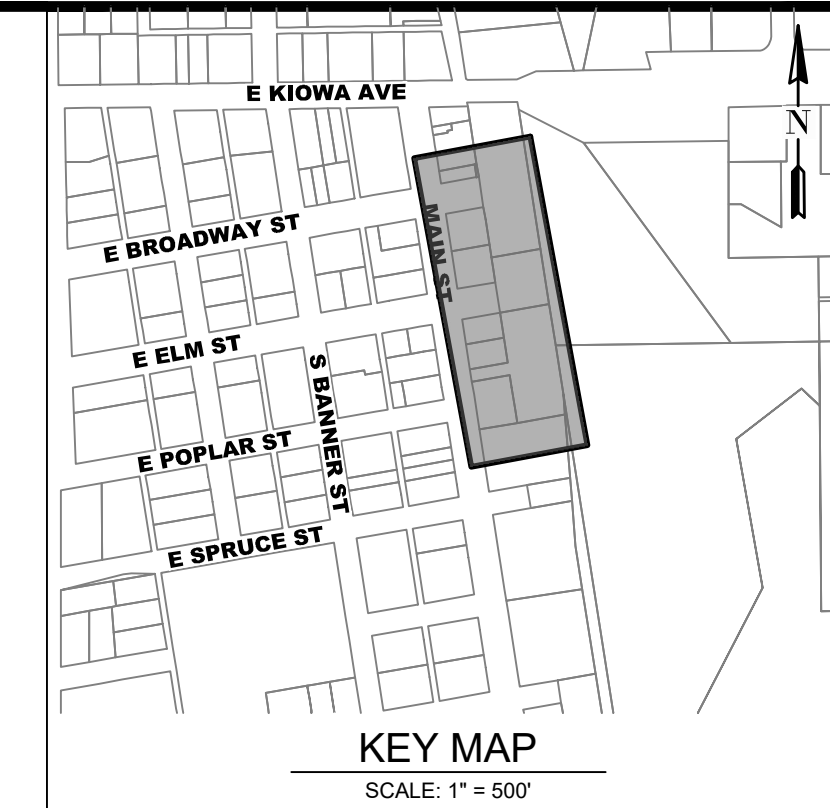 E KIOWA AVE
N
E BROADWAY ST
MAIN ST
E ELM ST
S BANNER ST
E POPLAR ST
E SPRUCE ST
KEY MAP
SCALE: 1" = 500'